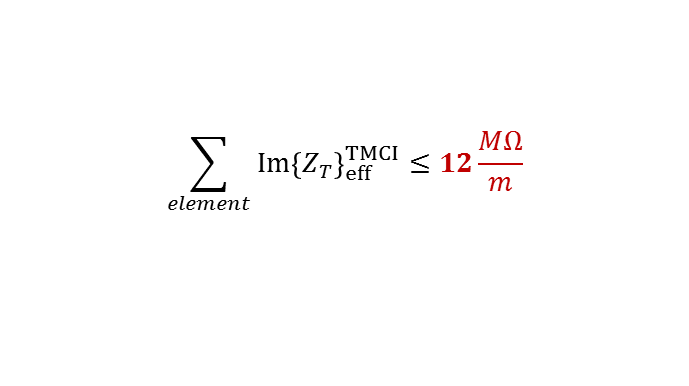 ∑ Im{Z_T}_eff^TMCI ≤ 12 MΩ/m
element